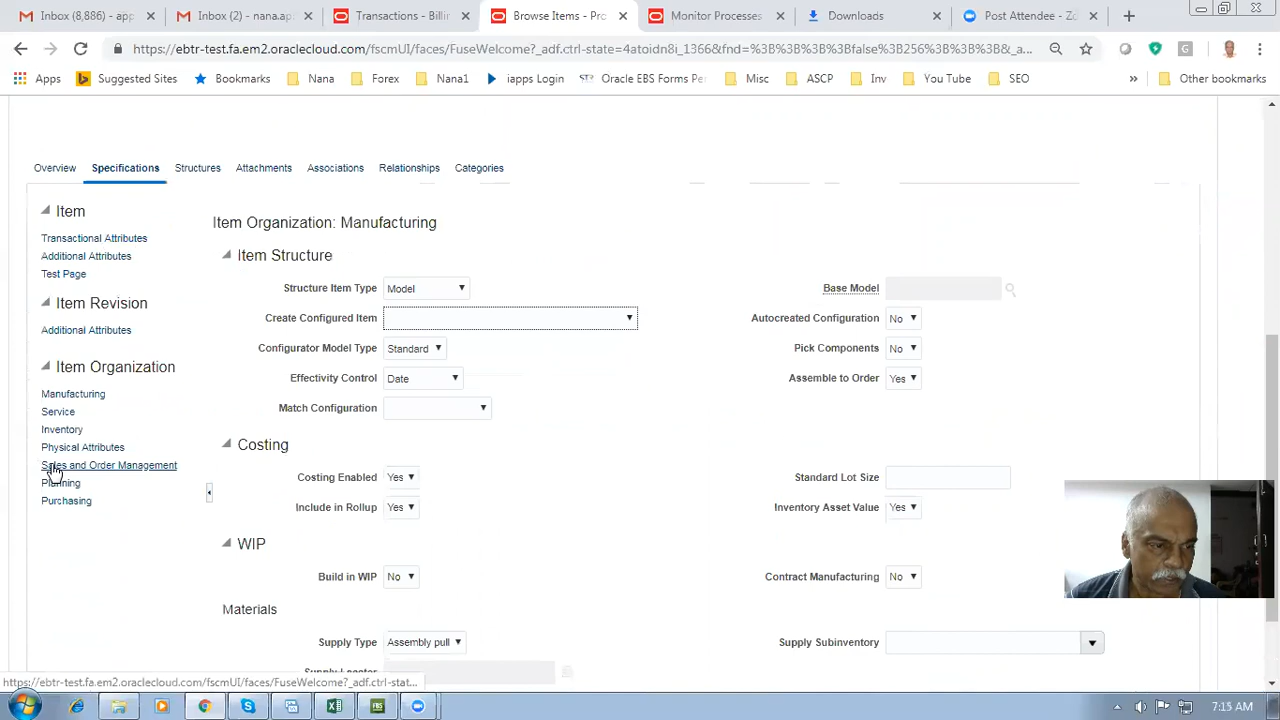 Inbox (6,886) - app
Inbox (2) - nana.ap
Transactions - Billin
Browse Items - Pro
Monitor Processes
Downloads
Post Attendee - Zo
https://ebtr-test.fa.em2.oraclecloud.com/fscmUI/faces/FuseWelcome?_adf.ctrl-state=4atoidn8i_1366&fnd=%3B%3B%3B%3Bfalse%3B256%3B%3B%3B&_a...
Apps
Suggested Sites
Bookmarks
Nana
Forex
Nana1
iapps Login
Oracle EBS Forms Pe
Misc
ASCP
Inv
You Tube
SEO
»
Other bookmarks
Overview
Specifications
Structures
Attachments
Associations
Relationships
Categories
Item
Transactional Attributes
Additional Attributes
Test Page
Item Revision
Additional Attributes
Item Organization
Manufacturing
Service
Inventory
Physical Attributes
Sales and Order Management
Planning
Purchasing
Item Organization: Manufacturing
Item Structure
Structure Item Type Model
Base Model
Create Configured Item
Autocreated Configuration No
Configurator Model Type Standard
Pick Components No
Effectivity Control Date
Assemble to Order Yes
Match Configuration
Costing
Costing Enabled Yes
Standard Lot Size
Include in Rollup Yes
Inventory Asset Value Yes
WIP
Build in WIP No
Contract Manufacturing No
Materials
Supply Type Assembly pull
Supply Subinventory
Supply Locator
https://ebtr-test.fa.em2.oraclecloud.com/fscmUI/faces/FuseWelcome?_adf.ctrl-stat...
7:15 AM